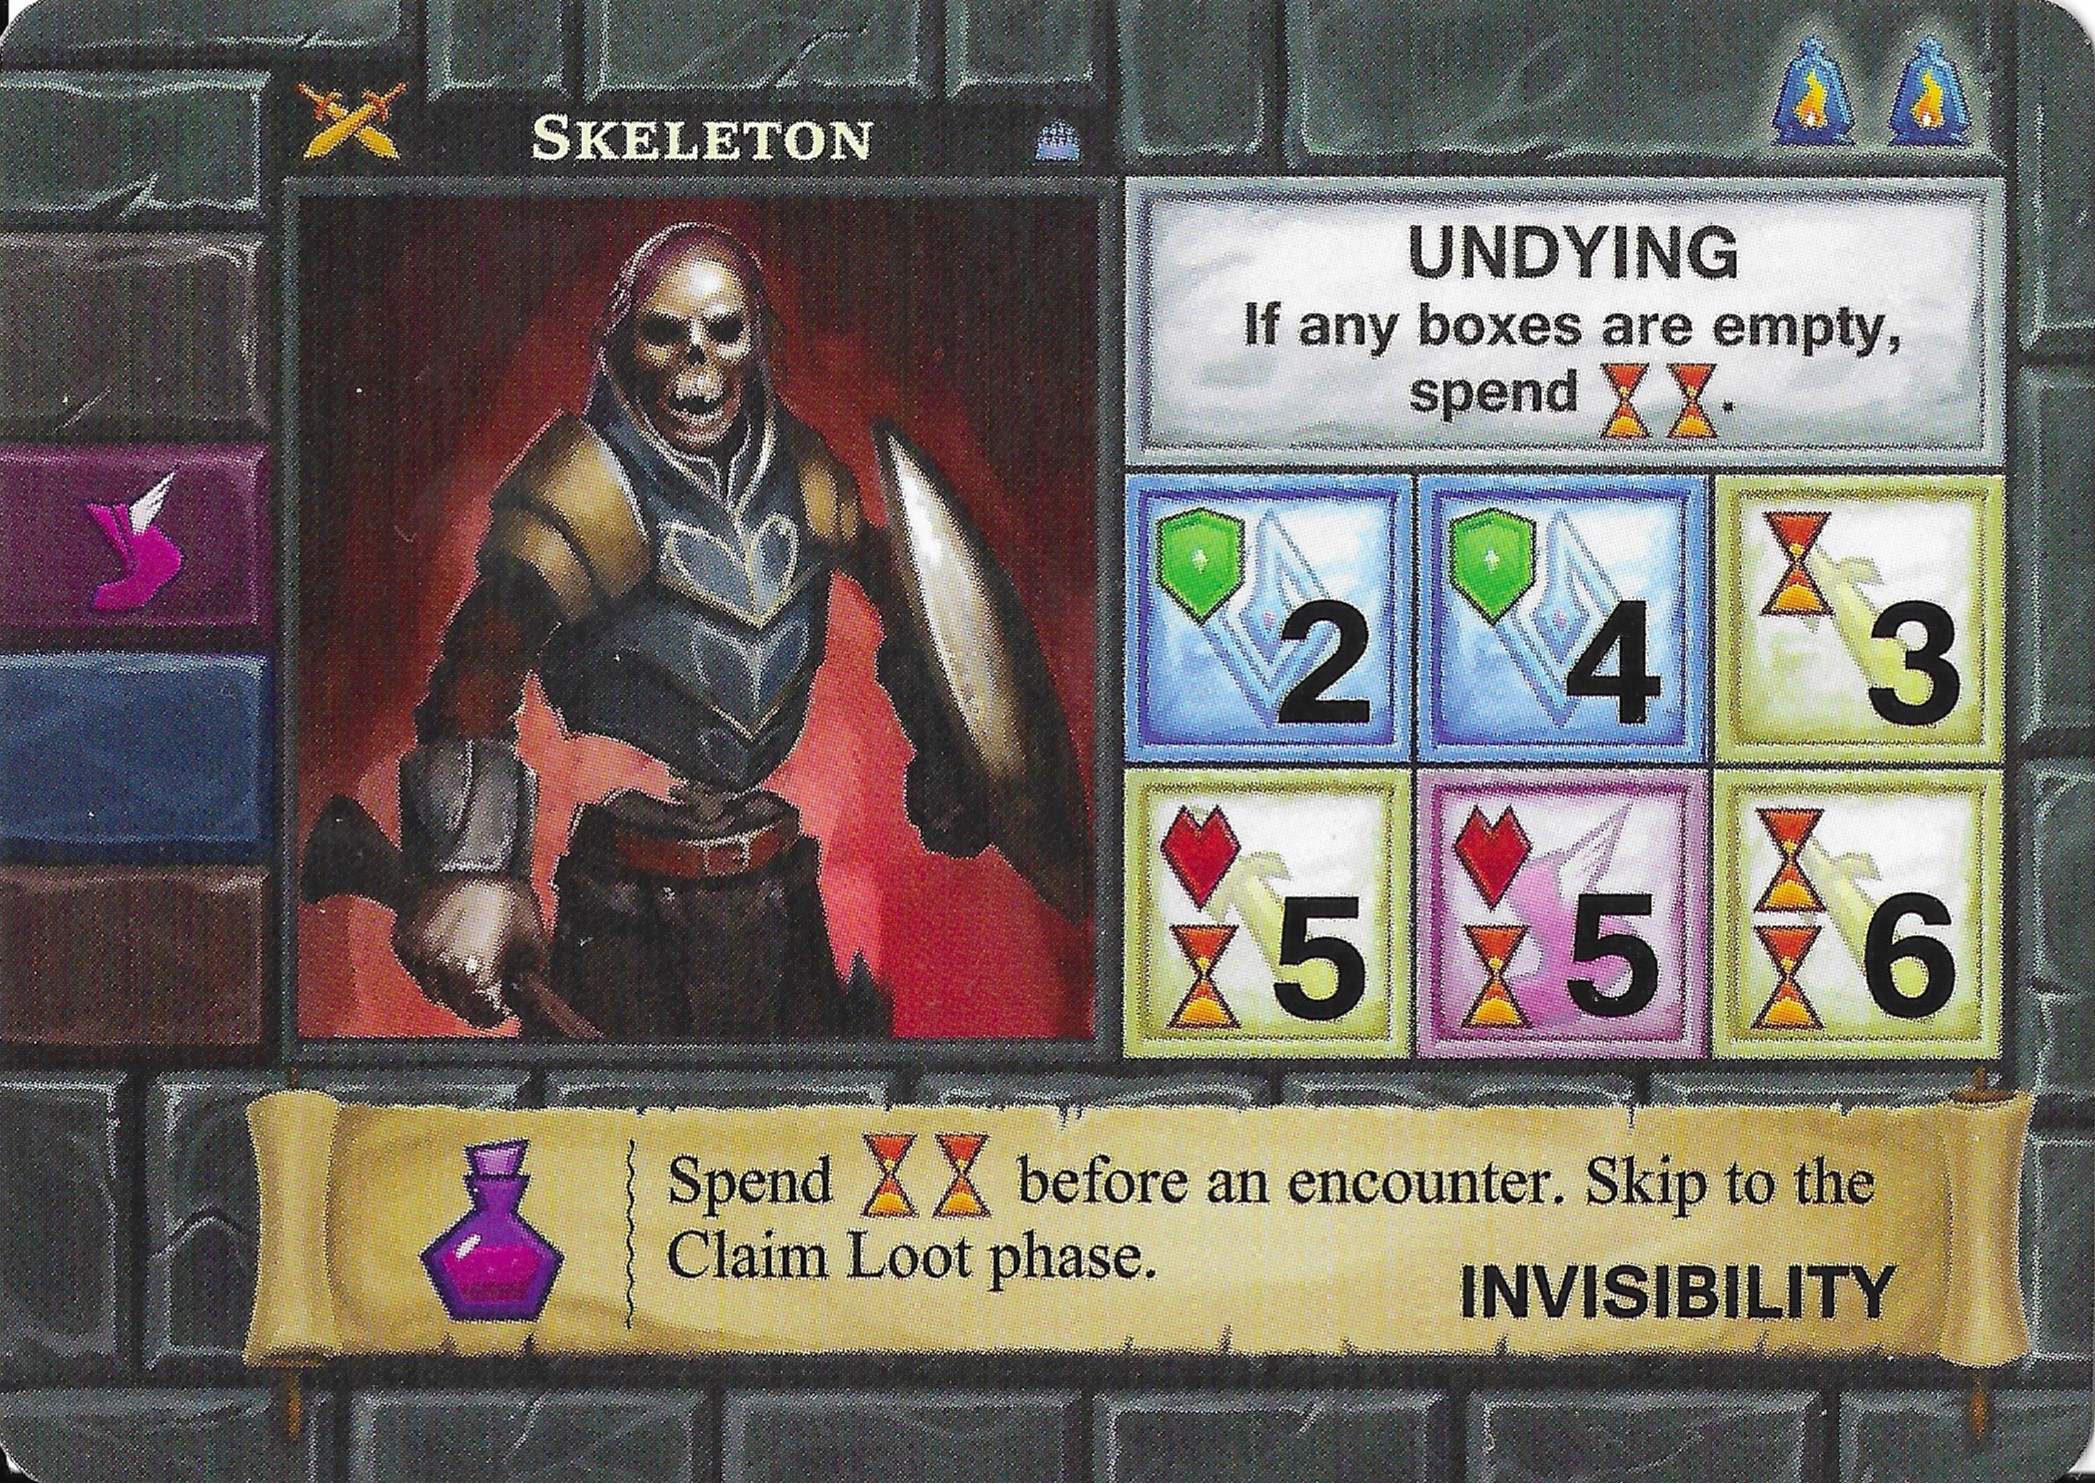 SKELETON
UNDYING
If any boxes are empty,
spend .
2 4 3
5 5 6
Spend before an encounter. Skip to the
Claim Loot phase.
INVISIBILITY